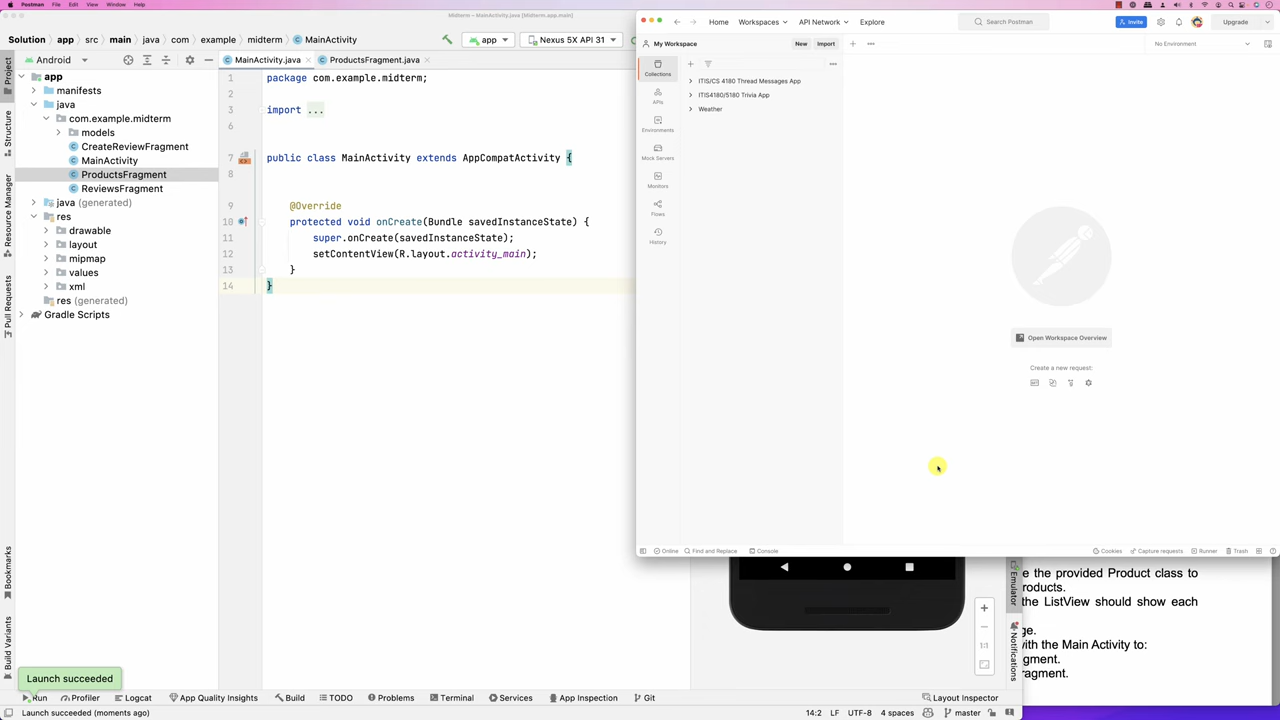 Postman File Edit View Window Help
Midterm – MainActivity.java [Midterm.app.main]
Solution app src main java com example midterm MainActivity
app Nexus 5X API 31
Home Workspaces API Network Explore Search Postman Invite Upgrade
My Workspace New Import No Environment
Android
MainActivity.java ProductsFragment.java
app
manifests
java
com.example.midterm
models
CreateReviewFragment
MainActivity
ProductsFragment
ReviewsFragment
java (generated)
res
drawable
layout
mipmap
values
xml
res (generated)
Gradle Scripts
Project
Structure
Resource Manager
Pull Requests
Bookmarks
Build Variants
1 package com.example.midterm;
2
3 import ...
6
7 public class MainActivity extends AppCompatActivity {
8
9 @Override
10 protected void onCreate(Bundle savedInstanceState) {
11 super.onCreate(savedInstanceState);
12 setContentView(R.layout.activity_main);
13 }
14 }
Collections
APIs
Environments
Mock Servers
Monitors
Flows
History
ITIS/CS 4180 Thread Messages App
ITIS4180/5180 Trivia App
Weather
Open Workspace Overview
Create a new request:
Online Find and Replace Console Cookies Capture requests Runner Trash
e the provided Product class to
roducts.
the ListView should show each
ge.
with the Main Activity to:
gment.
ragment.
Emulator
Notifications
1:1
Launch succeeded
Run Profiler Logcat App Quality Insights Build TODO Problems Terminal Services App Inspection Git Layout Inspector
Launch succeeded (moments ago) 14:2 LF UTF-8 4 spaces master